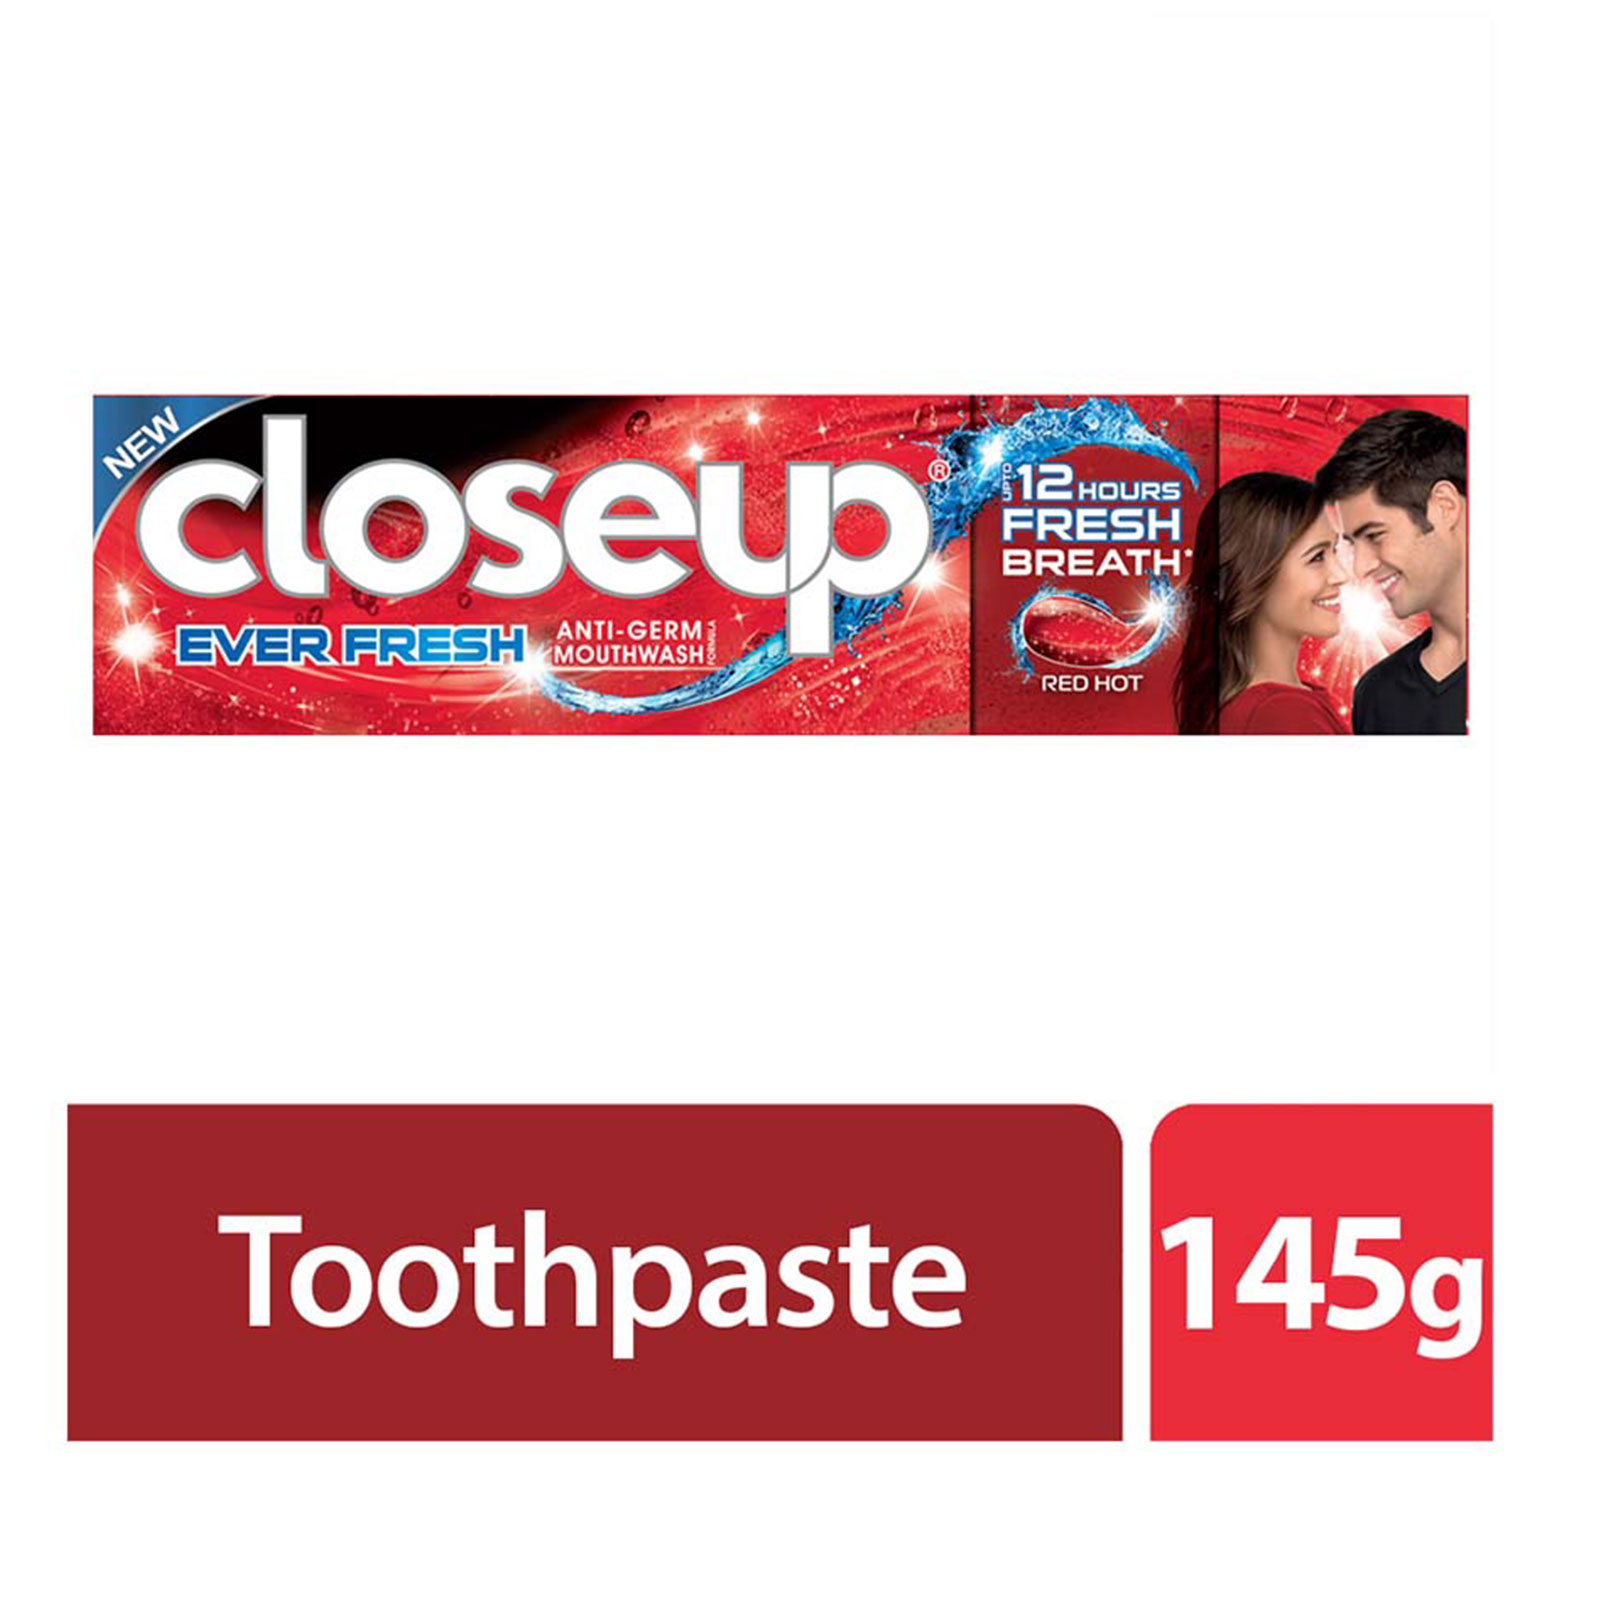 NEW
closeup®
EVER FRESH
ANTI-GERM
MOUTHWASH
FORMULA
UPTO
12 HOURS
FRESH
BREATH*
RED HOT
Toothpaste
145g